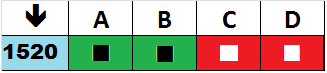 🡻 A B C D
1520 ■ ■ □ □